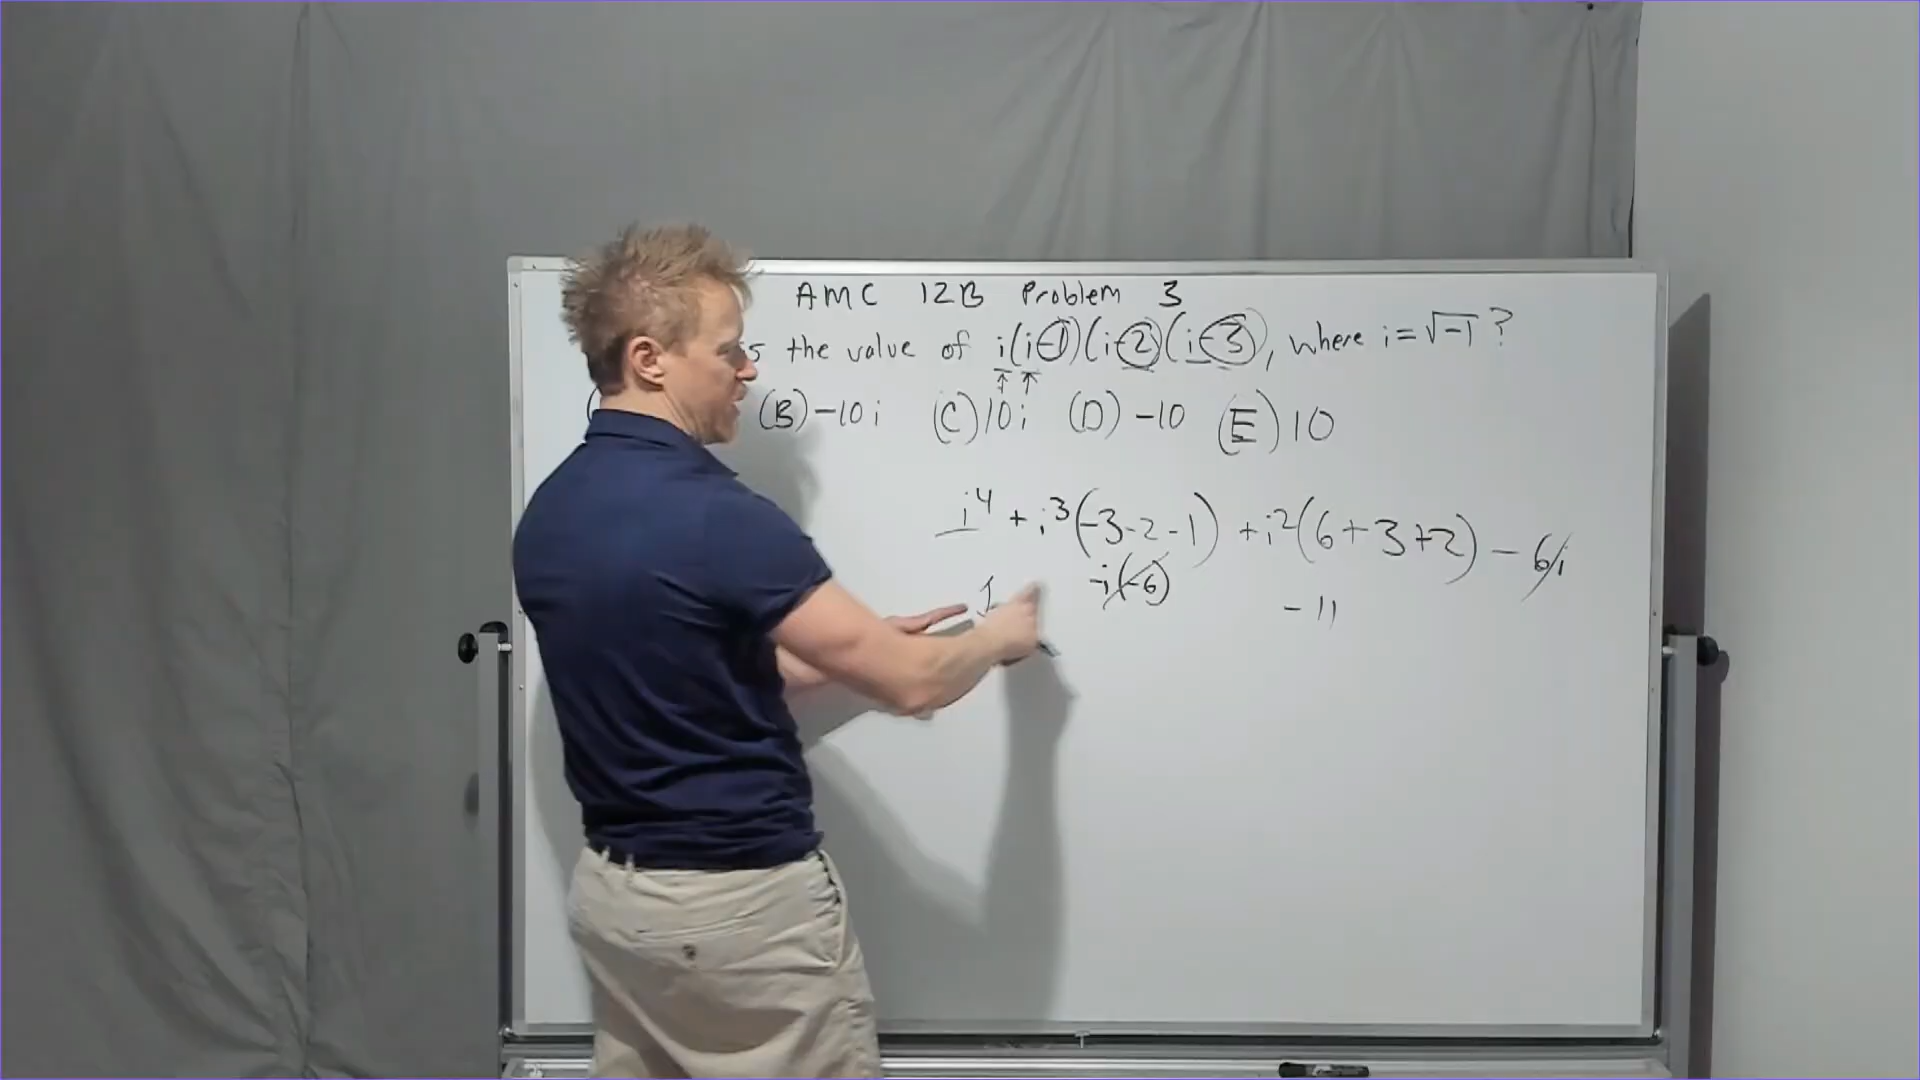 AMC 12B Problem 3
s the value of i(i-1)(i-2)(i-3), where i=√-1?
( (B) -10i (C) 10i (D) -10 (E) 10
i⁴ + i³(-3-2-1) + i²(6+3+2) - 6i
1 -i(-6) -11